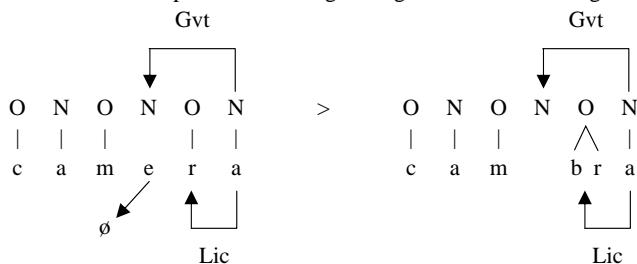 Gvt Gvt
O N O N O N > O N O N O N
| | | | | | | | | /\ |
c a m e r a c a m b r a
ø
Lic Lic